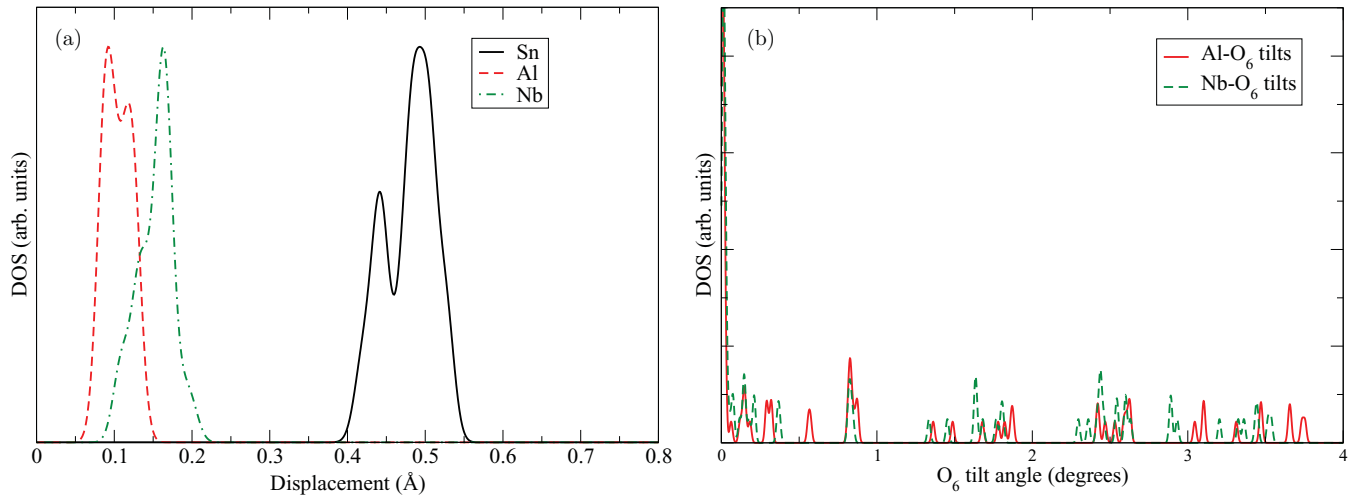 (a)
Sn
Al
Nb
DOS (arb. units)
0 0.1 0.2 0.3 0.4 0.5 0.6 0.7 0.8
Displacement (Å)
(b)
Al-O₆ tilts
Nb-O₆ tilts
DOS (arb. units)
0 1 2 3 4
O₆ tilt angle (degrees)